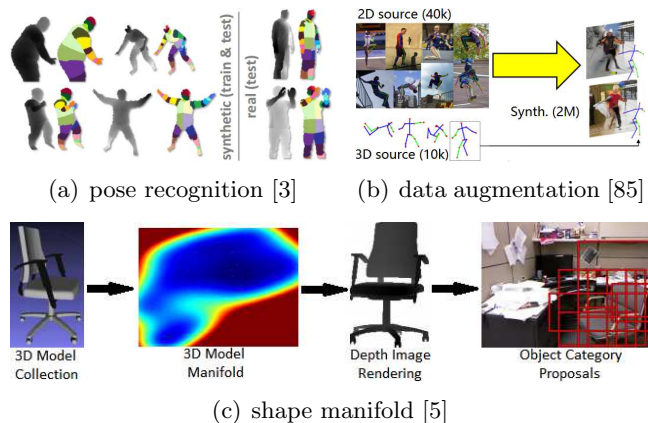 synthetic (train & test)
real (test)
2D source (40k)
Synth. (2M)
3D source (10k)
(a) pose recognition [3]
(b) data augmentation [85]
3D Model
Collection
3D Model
Manifold
Depth Image
Rendering
Object Category
Proposals
(c) shape manifold [5]